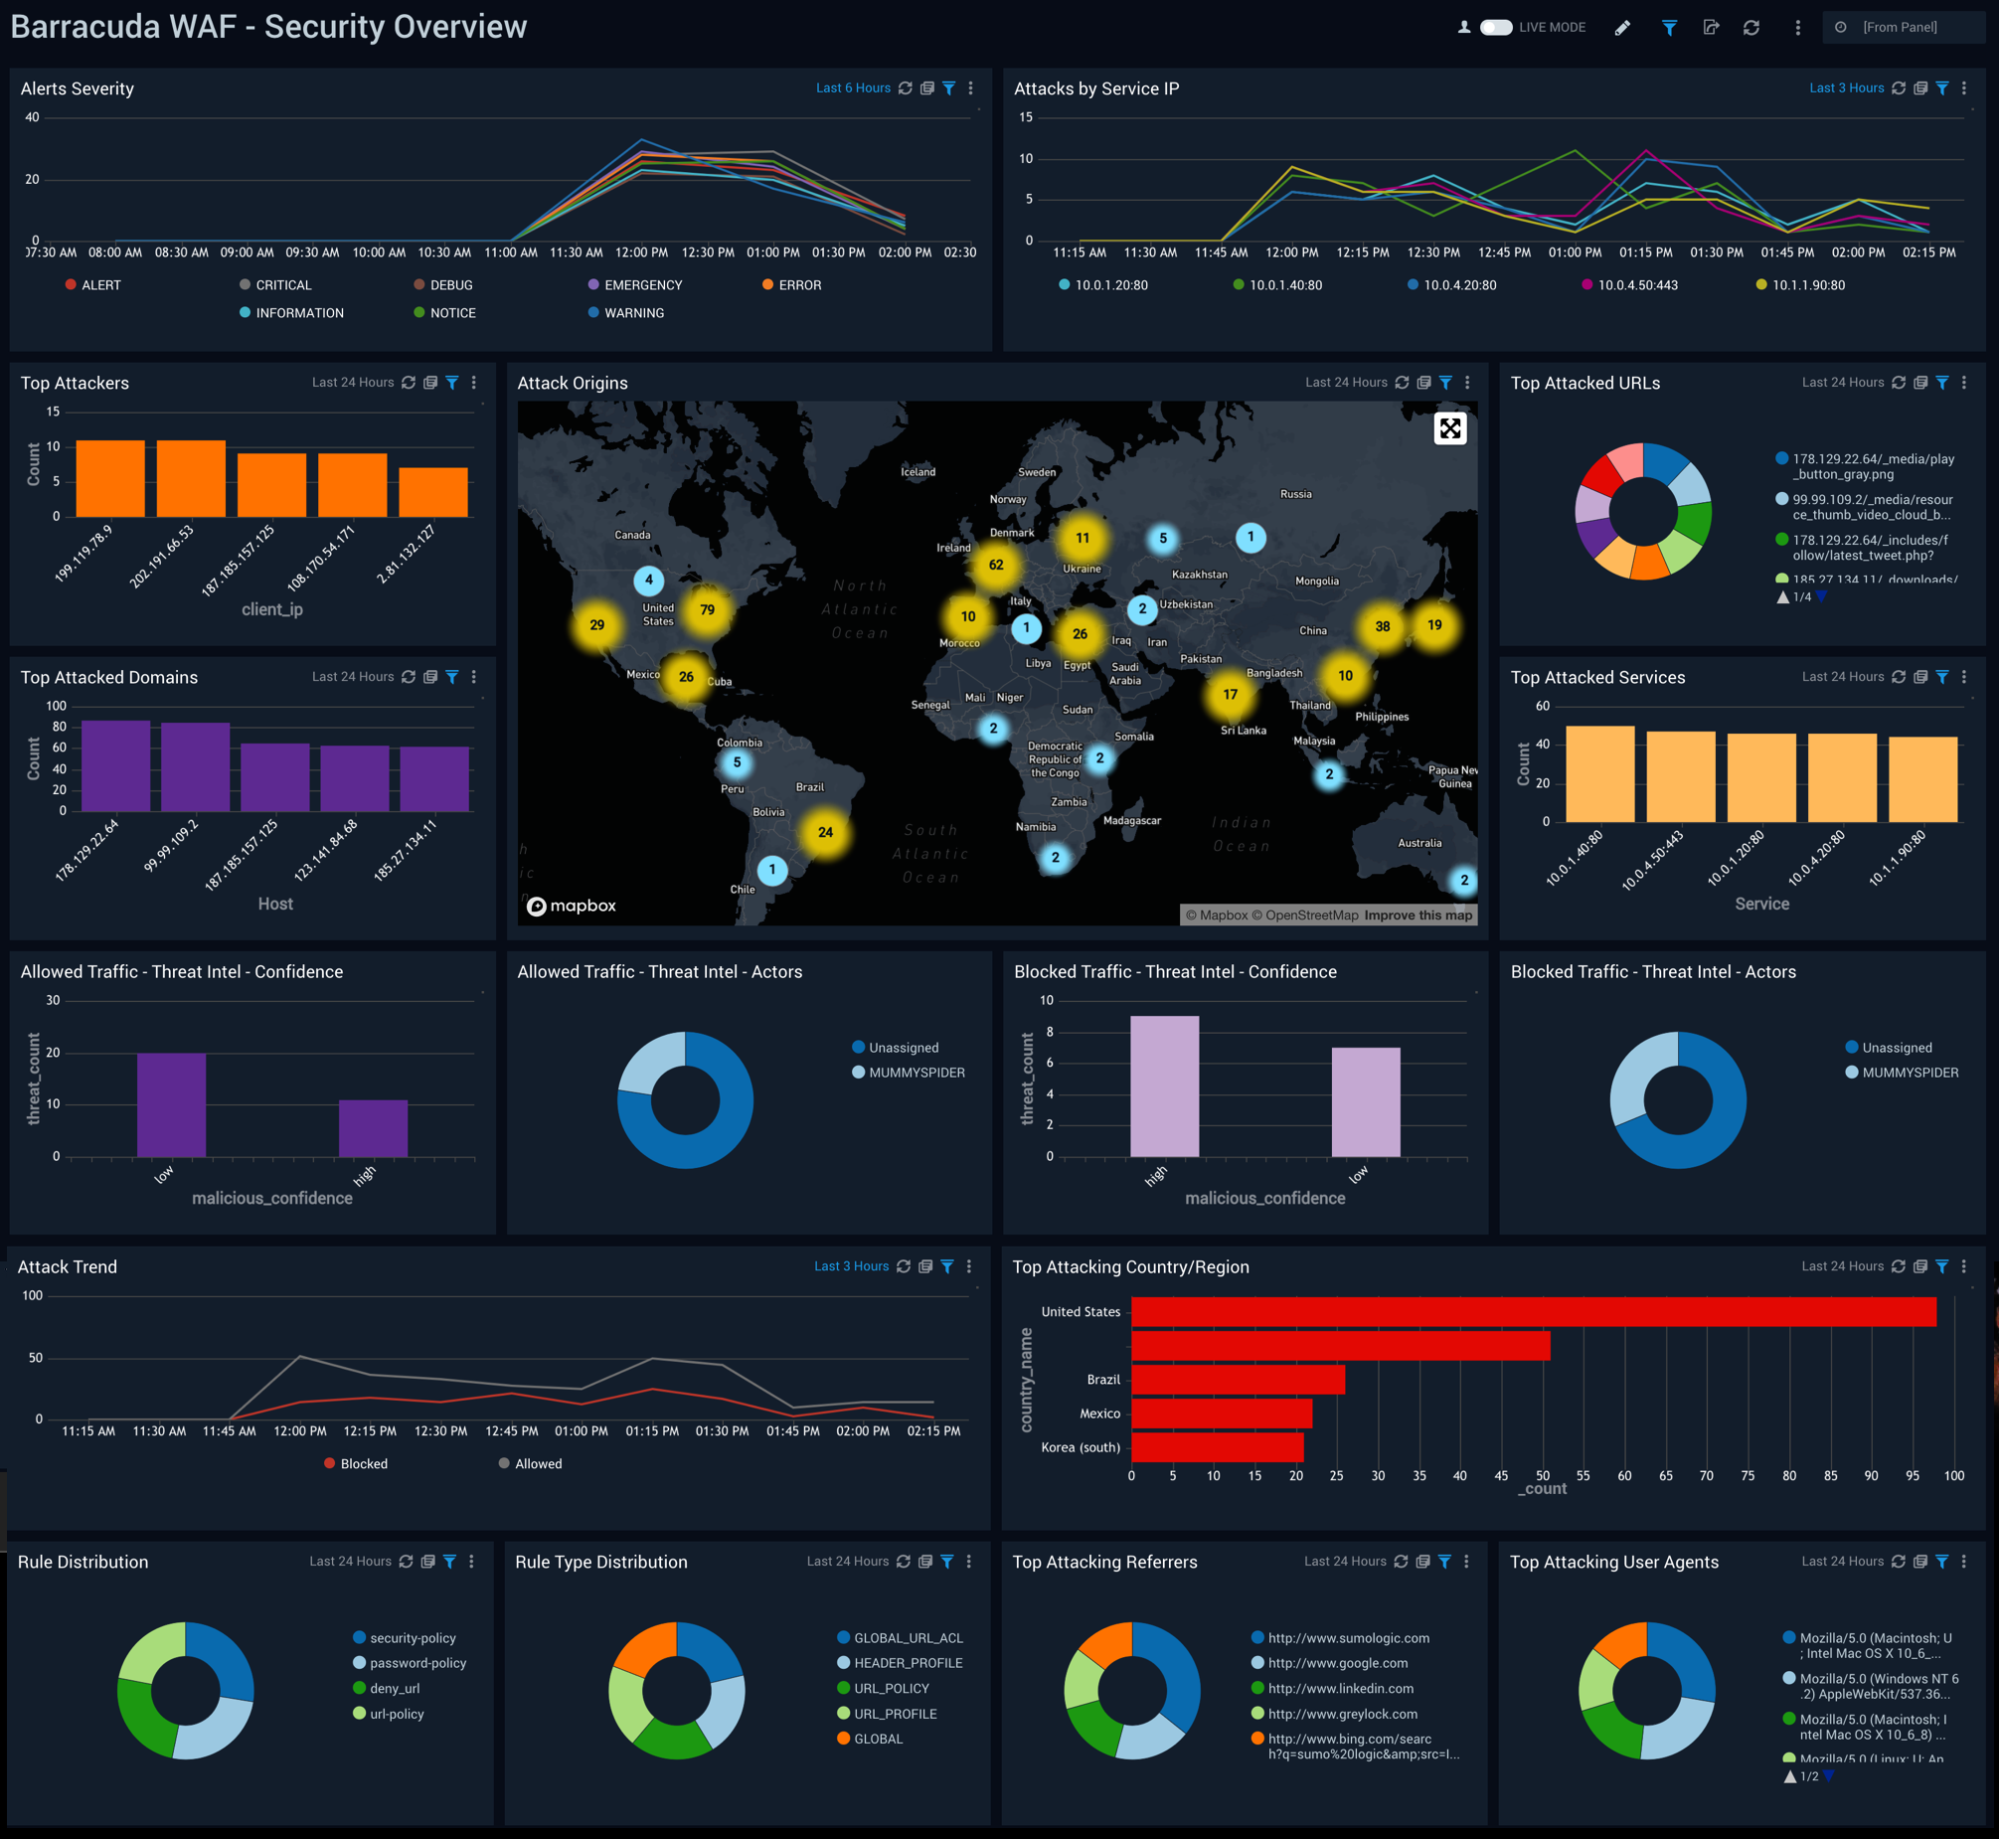 Barracuda WAF - Security Overview
LIVE MODE
[From Panel]
Alerts Severity
Last 6 Hours
40
20
0
07:30 AM 08:00 AM 08:30 AM 09:00 AM 09:30 AM 10:00 AM 10:30 AM 11:00 AM 11:30 AM 12:00 PM 12:30 PM 01:00 PM 01:30 PM 02:00 PM 02:30
ALERT CRITICAL DEBUG EMERGENCY ERROR
INFORMATION NOTICE WARNING
Attacks by Service IP
Last 3 Hours
15
10
5
0
11:15 AM 11:30 AM 11:45 AM 12:00 PM 12:15 PM 12:30 PM 12:45 PM 01:00 PM 01:15 PM 01:30 PM 01:45 PM 02:00 PM 02:15 PM
10.0.1.20:80 10.0.1.40:80 10.0.4.20:80 10.0.4.50:443 10.1.1.90:80
Top Attackers
Last 24 Hours
15
10
5
0
Count
199.119.78.9
202.191.66.53
187.185.157.125
108.170.54.171
2.81.132.127
client_ip
Top Attacked Domains
Last 24 Hours
100
80
60
40
20
0
Count
178.129.22.64
99.99.109.2
187.185.157.125
123.141.84.68
185.27.134.11
Host
Attack Origins
Last 24 Hours
Iceland
Sweden
Norway
Russia
Canada
Denmark
11
5
1
Ireland
62
Ukraine
Kazakhstan
Mongolia
4
North
Atlantic
Ocean
Italy
United
States
79
29
10
1
26
2
Uzbekistan
China
38
19
Morocco
Iraq
Iran
Libya
Egypt
Saudi
Arabia
Pakistan
Bangladesh
Mexico
26
Cuba
17
10
Senegal
Mali
Niger
Sudan
Thailand
Philippines
2
Somalia
Sri Lanka
Malaysia
Colombia
5
Democratic
Republic of
the Congo
2
2
Papua New
Guinea
Peru
Brazil
Bolivia
24
Zambia
Namibia
Madagascar
Indian
Ocean
South
Atlantic
Ocean
Australia
h
ic
n
2
1
Chile
2
mapbox
© Mapbox © OpenStreetMap Improve this map
Top Attacked URLs
Last 24 Hours
178.129.22.64/_media/play
_button_gray.png
99.99.109.2/_media/resour
ce_thumb_video_cloud_b...
178.129.22.64/_includes/f
ollow/latest_tweet.php?
185.27.134.11/_downloads/
1/4
Top Attacked Services
Last 24 Hours
60
40
20
0
Count
10.0.1.40:80
10.0.4.50:443
10.0.1.20:80
10.0.4.20:80
10.1.1.90:80
Service
Allowed Traffic - Threat Intel - Confidence
30
20
10
0
threat_count
low
high
malicious_confidence
Allowed Traffic - Threat Intel - Actors
Unassigned
MUMMYSPIDER
Blocked Traffic - Threat Intel - Confidence
10
8
6
4
2
0
threat_count
high
low
malicious_confidence
Blocked Traffic - Threat Intel - Actors
Unassigned
MUMMYSPIDER
Attack Trend
Last 3 Hours
100
50
0
11:15 AM 11:30 AM 11:45 AM 12:00 PM 12:15 PM 12:30 PM 12:45 PM 01:00 PM 01:15 PM 01:30 PM 01:45 PM 02:00 PM 02:15 PM
Blocked Allowed
Top Attacking Country/Region
Last 24 Hours
country_name
United States
Brazil
Mexico
Korea (south)
0 5 10 15 20 25 30 35 40 45 50 55 60 65 70 75 80 85 90 95 100
_count
Rule Distribution
Last 24 Hours
security-policy
password-policy
deny_url
url-policy
Rule Type Distribution
Last 24 Hours
GLOBAL_URL_ACL
HEADER_PROFILE
URL_POLICY
URL_PROFILE
GLOBAL
Top Attacking Referrers
Last 24 Hours
http://www.sumologic.com
http://www.google.com
http://www.linkedin.com
http://www.greylock.com
http://www.bing.com/searc
h?q=sumo%20logic&amp;src=I...
Top Attacking User Agents
Last 24 Hours
Mozilla/5.0 (Macintosh; U
; Intel Mac OS X 10_6_...
Mozilla/5.0 (Windows NT 6
.2) AppleWebKit/537.36...
Mozilla/5.0 (Macintosh; I
ntel Mac OS X 10_6_8) ...
Mozilla/5.0 (Linux; U; An
1/2